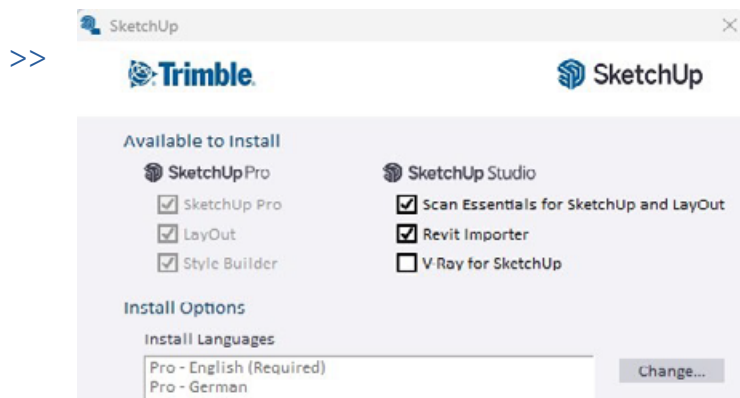 SketchUp
>>
Trimble.
SketchUp
Available to Install
SketchUp Pro
SketchUp Studio
SketchUp Pro
Scan Essentials for SketchUp and LayOut
LayOut
Revit Importer
Style Builder
V-Ray for SketchUp
Install Options
Install Languages
Pro - English (Required)
Change...
Pro - German